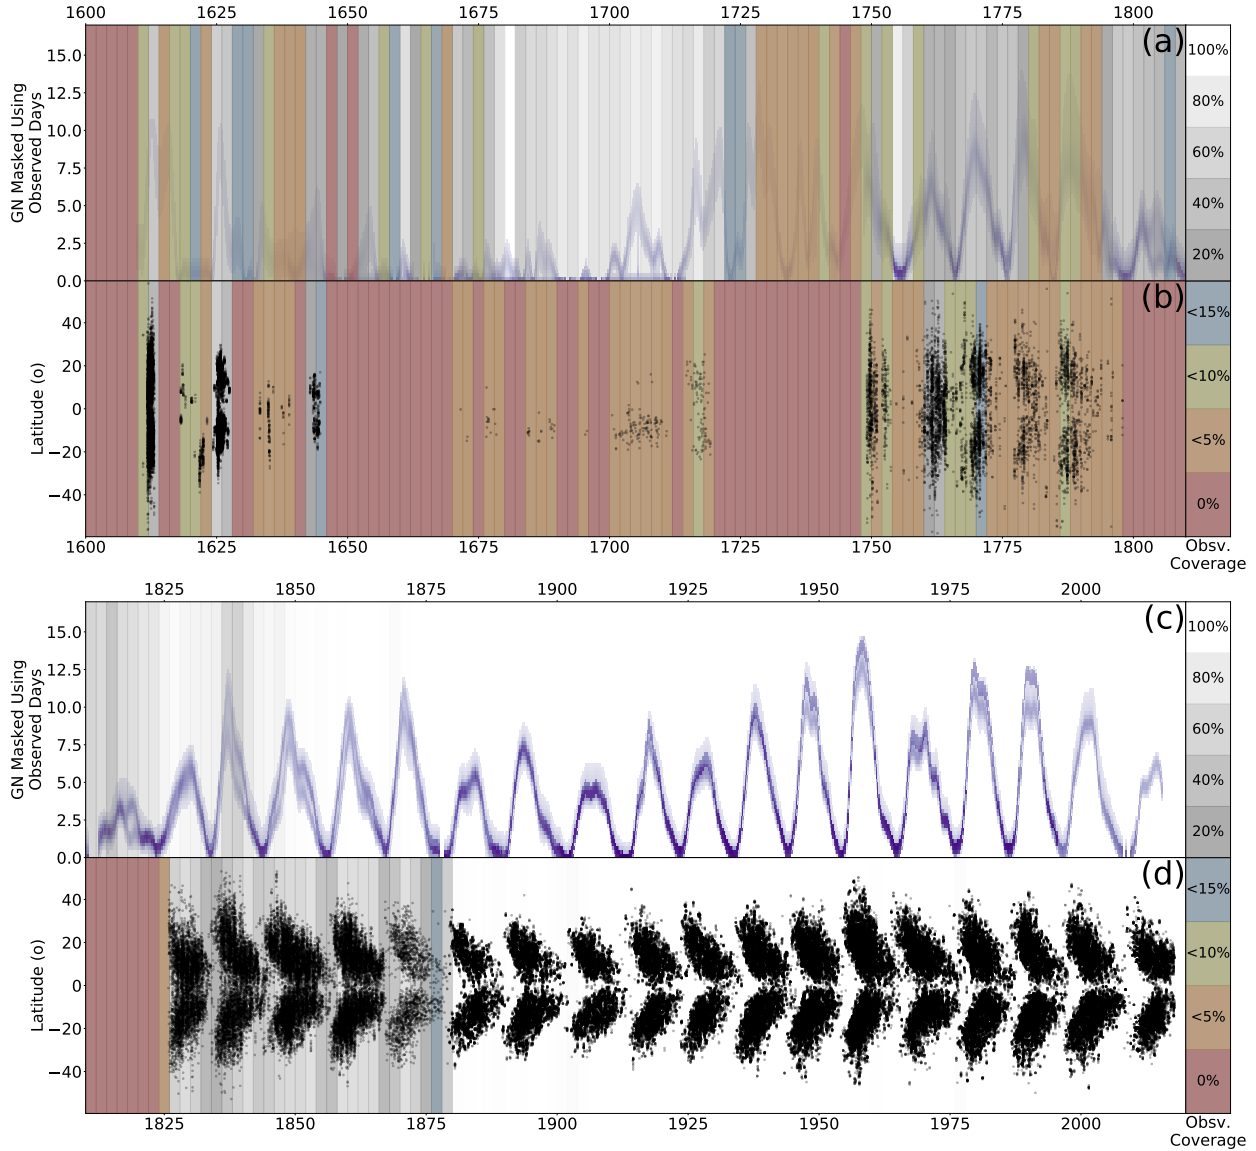 1600 1625 1650 1675 1700 1725 1750 1775 1800
(a)
GN Masked Using
Observed Days
15.0
12.5
10.0
7.5
5.0
2.5
0.0
100%
80%
60%
40%
20%
(b)
Latitude (o)
40
20
0
−20
−40
<15%
<10%
<5%
0%
1600 1625 1650 1675 1700 1725 1750 1775 1800
Obsv.
Coverage
1825 1850 1875 1900 1925 1950 1975 2000
(c)
GN Masked Using
Observed Days
15.0
12.5
10.0
7.5
5.0
2.5
0.0
100%
80%
60%
40%
20%
(d)
Latitude (o)
40
20
0
−20
−40
<15%
<10%
<5%
0%
1825 1850 1875 1900 1925 1950 1975 2000
Obsv.
Coverage